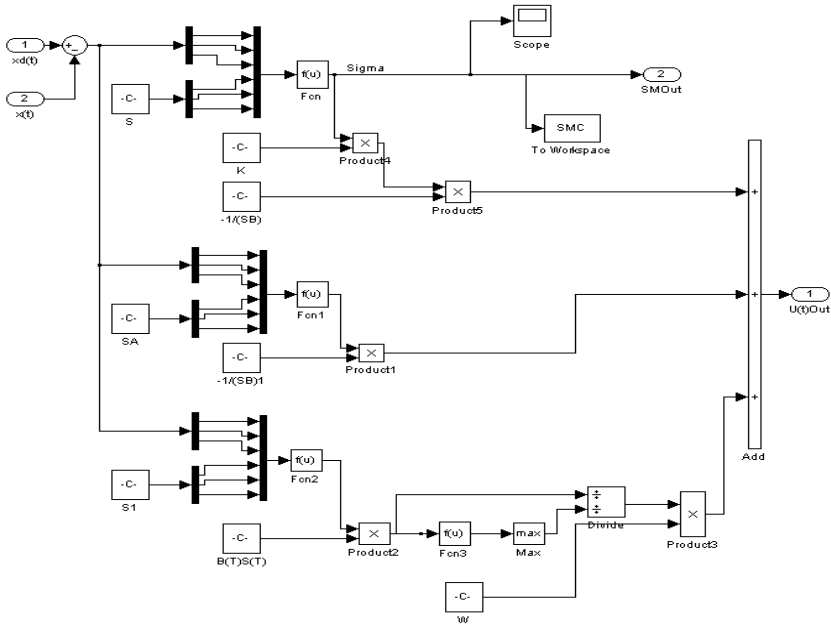 Scope
1
xd(t)
+
-
2
x(t)
-C-
S
f(u)
Fcn
Sigma
2
SMOut
SMC
To Workspace
-C-
K
×
Product4
-C-
-1/(SB)
×
Product5
+
-C-
SA
f(u)
Fcn1
-C-
-1/(SB)1
×
Product1
+
1
U(t)Out
-C-
S1
f(u)
Fcn2
-C-
B(T)S(T)
×
Product2
f(u)
Fcn3
max
Max
÷
÷
Divide
×
Product3
+
Add
-C-
W